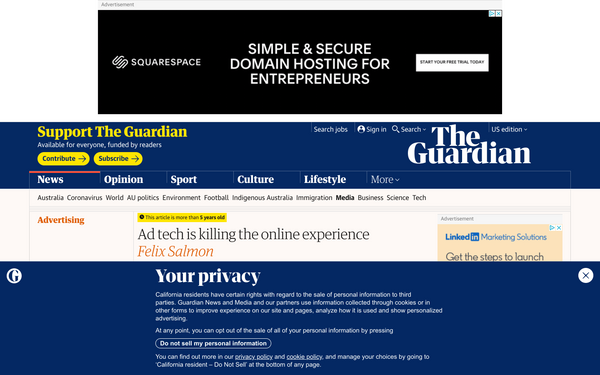 Advertisement
SQUARESPACE
SIMPLE & SECURE
DOMAIN HOSTING FOR
ENTREPRENEURS
START YOUR FREE TRIAL TODAY
Support The Guardian
Available for everyone, funded by readers
Contribute
Subscribe
Search jobs
Sign in
Search
US edition
The
Guardian
News
Opinion
Sport
Culture
Lifestyle
More
Australia Coronavirus World AU politics Environment Football Indigenous Australia Immigration Media Business Science Tech
Advertising
This article is more than 5 years old
Ad tech is killing the online experience
Felix Salmon
Advertisement
LinkedIn Marketing Solutions
Get the steps to launch
G
Your privacy
California residents have certain rights with regard to the sale of personal information to third
parties. Guardian News and Media and our partners use information collected through cookies or in
other forms to improve experience on our site and pages, analyze how it is used and show personalized
advertising.
At any point, you can opt out of the sale of all of your personal information by pressing
Do not sell my personal information
You can find out more in our privacy policy and cookie policy, and manage your choices by going to
‘California resident – Do Not Sell’ at the bottom of any page.